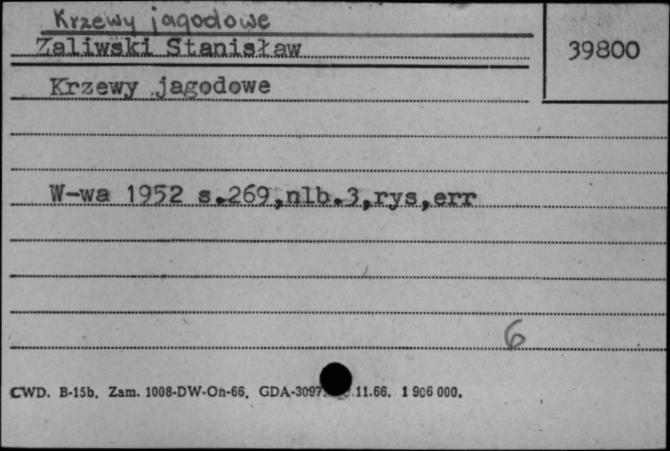 Krzewy jagodowe
Zaliwski Stanisław
39800
Krzewy jagodowe
W-wa 1952 s.269,nlb.3,rys,err
6
CWD. B-15b. Zam. 1008-DW-On-66. GDA-3097 .11.66. 1 906 000.